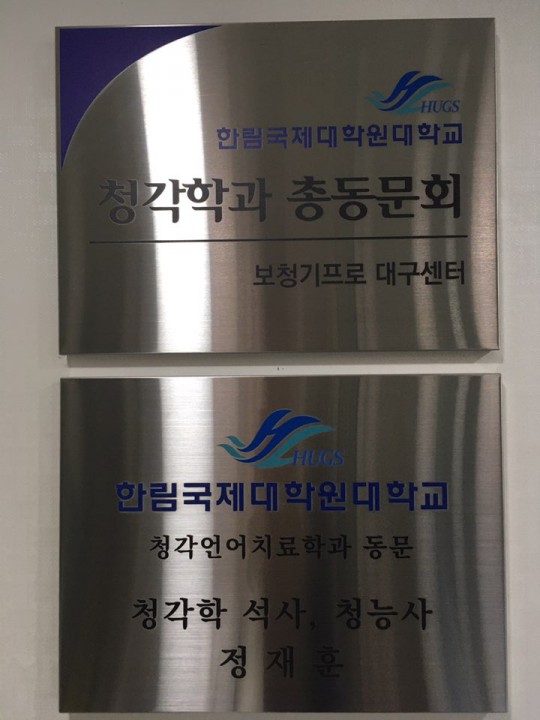 HUGS
한림국제대학원대학교
청각학과 총동문회
보청기프로 대구센터
HUGS
한림국제대학원대학교
청각언어치료학과 동문
청각학 석사, 청능사
정재훈